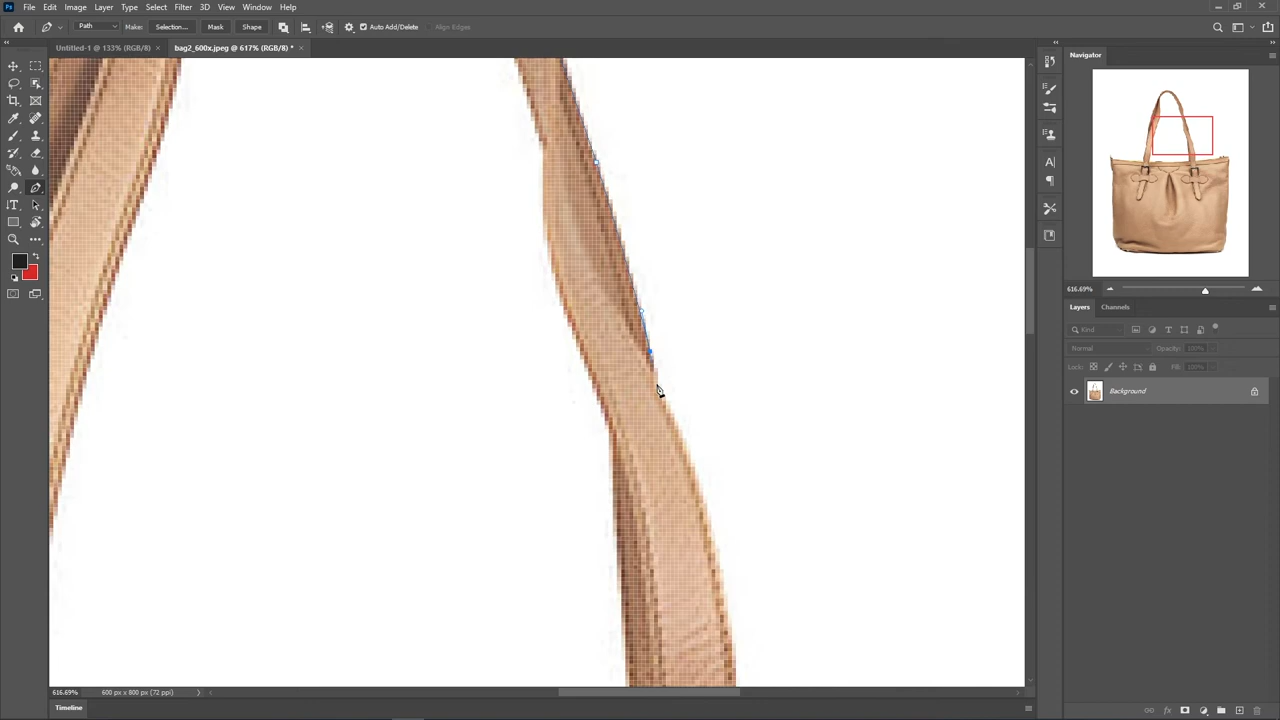 Ps File Edit Image Layer Type Select Filter 3D View Window Help
Path Make: Selection... Mask Shape Auto Add/Delete Align Edges
Untitled-1 @ 133% (RGB/8) × bag2_600x.jpeg @ 617% (RGB/8) * ×
Navigator
616.69%
Layers Channels
Kind
Normal Opacity: 100%
Lock: Fill: 100%
Background
616.69% 600 px x 800 px (72 ppi)
Timeline